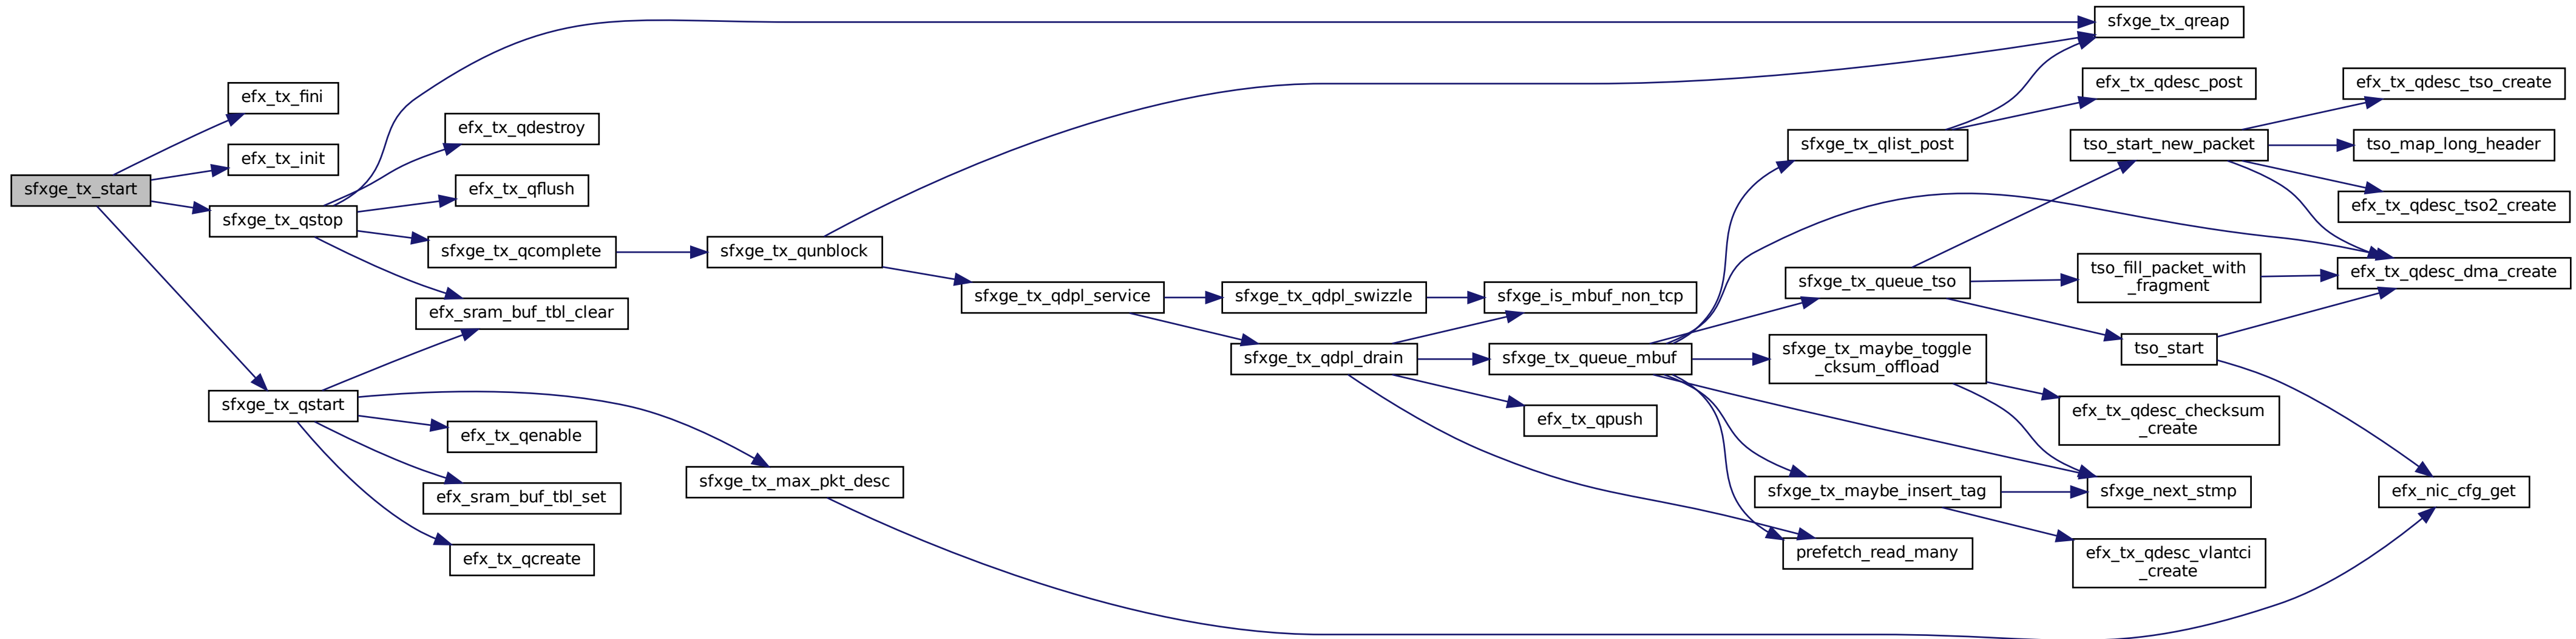 sfxge_tx_start
efx_tx_fini
efx_tx_init
sfxge_tx_qstop
sfxge_tx_qstart
efx_tx_qdestroy
efx_tx_qflush
sfxge_tx_qcomplete
efx_sram_buf_tbl_clear
efx_tx_qenable
efx_sram_buf_tbl_set
efx_tx_qcreate
sfxge_tx_qunblock
sfxge_tx_max_pkt_desc
sfxge_tx_qdpl_service
sfxge_tx_qdpl_swizzle
sfxge_tx_qdpl_drain
sfxge_is_mbuf_non_tcp
sfxge_tx_queue_mbuf
efx_tx_qpush
sfxge_tx_qlist_post
sfxge_tx_queue_tso
sfxge_tx_maybe_toggle
_cksum_offload
sfxge_tx_maybe_insert_tag
prefetch_read_many
sfxge_tx_qreap
efx_tx_qdesc_post
tso_start_new_packet
tso_fill_packet_with
_fragment
tso_start
efx_tx_qdesc_checksum
_create
sfxge_next_stmp
efx_tx_qdesc_vlantci
_create
efx_tx_qdesc_tso_create
tso_map_long_header
efx_tx_qdesc_tso2_create
efx_tx_qdesc_dma_create
efx_nic_cfg_get